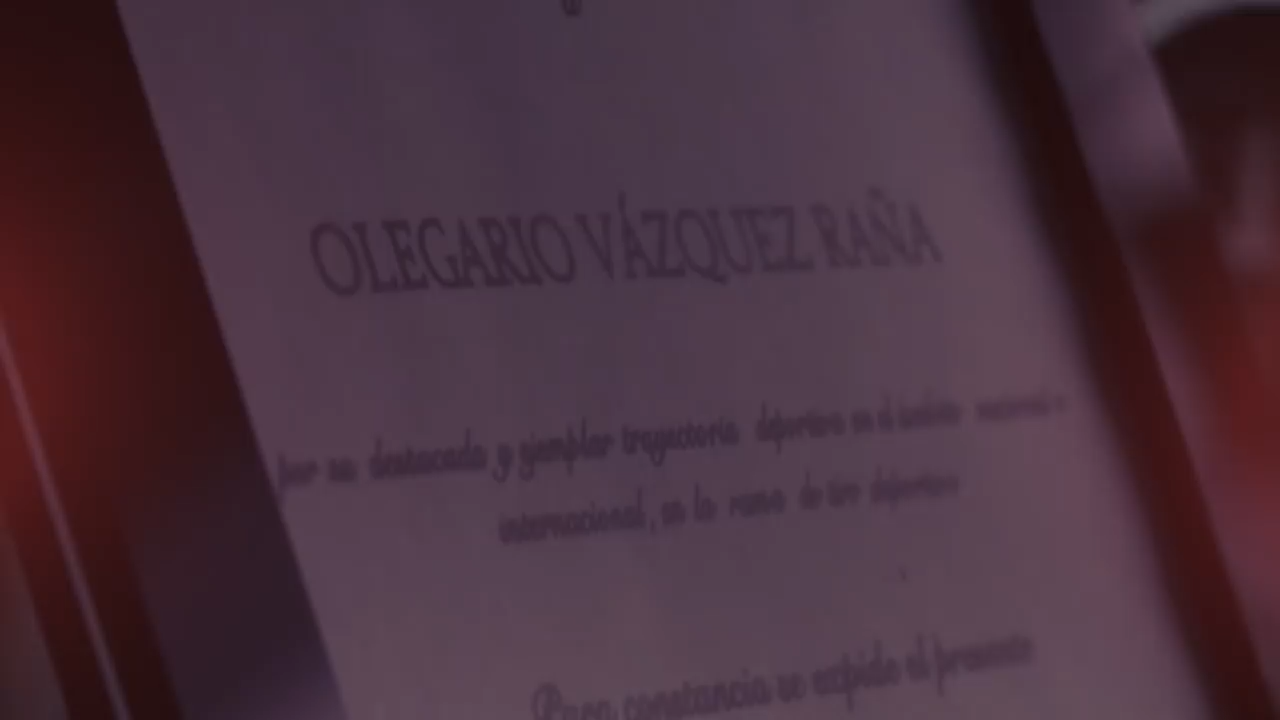 a
OLEGARIO VÁZQUEZ RAÑA
por su destacada y ejemplar trayectoria deportiva en el ámbito nacional e
internacional, en la rama de tiro deportivo
Para constancia se expide el presente